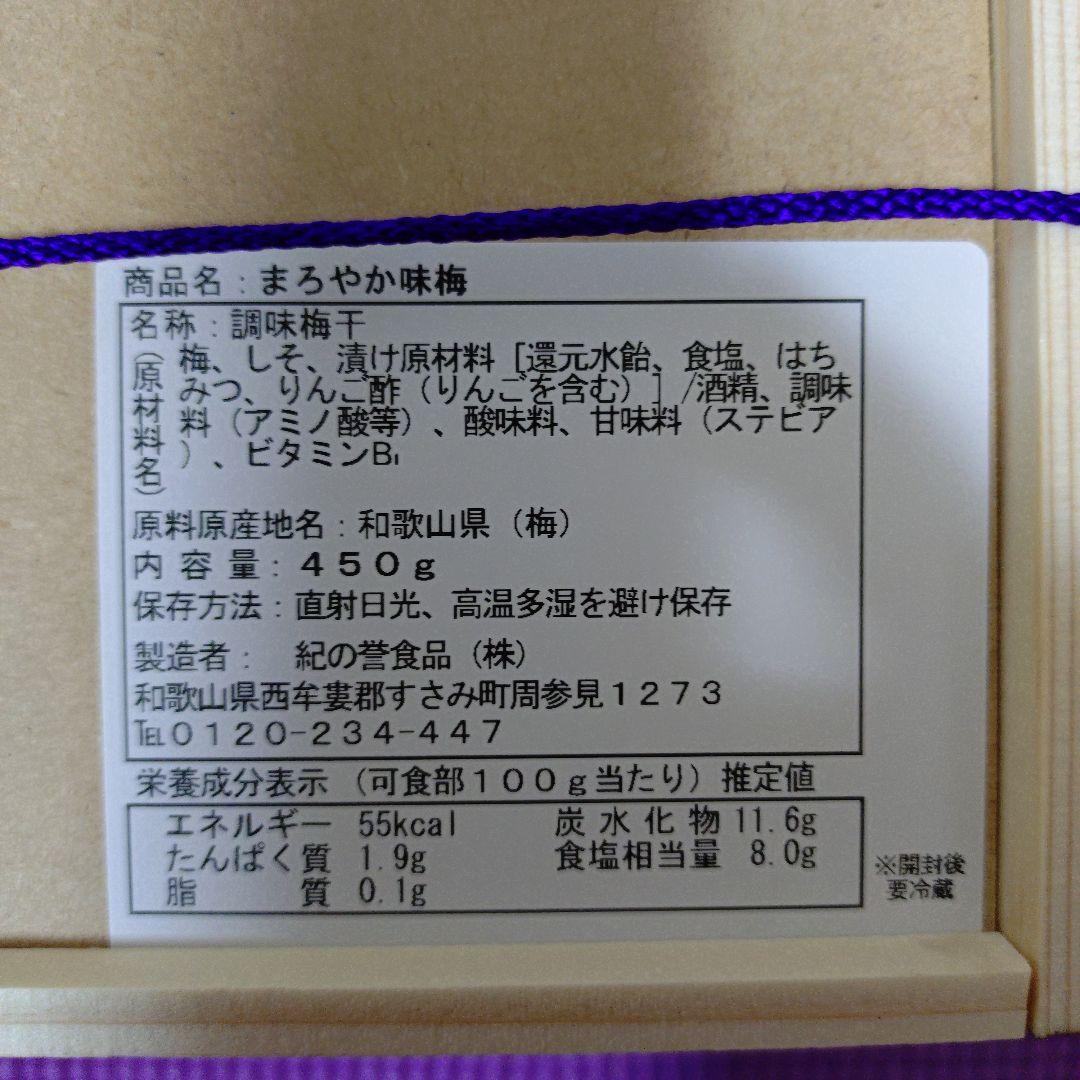 商品名：まろやか味梅
名称：調味梅干
（原材料名）
梅、しそ、漬け原材料［還元水飴、食塩、はち
みつ、りんご酢（りんごを含む）］/酒精、調味
料（アミノ酸等）、酸味料、甘味料（ステビア
）、ビタミンB₁
原料原産地名：和歌山県（梅）
内容量：４５０ｇ
保存方法：直射日光、高温多湿を避け保存
製造者：　紀の誉食品（株）
和歌山県西牟婁郡すさみ町周参見１２７３
℡０１２０−２３４−４４７
栄養成分表示（可食部１００ｇ当たり）推定値
エネルギー 55kcal 炭水化物 11.6g
たんぱく質 1.9g 食塩相当量 8.0g
脂質 0.1g
※開封後
要冷蔵